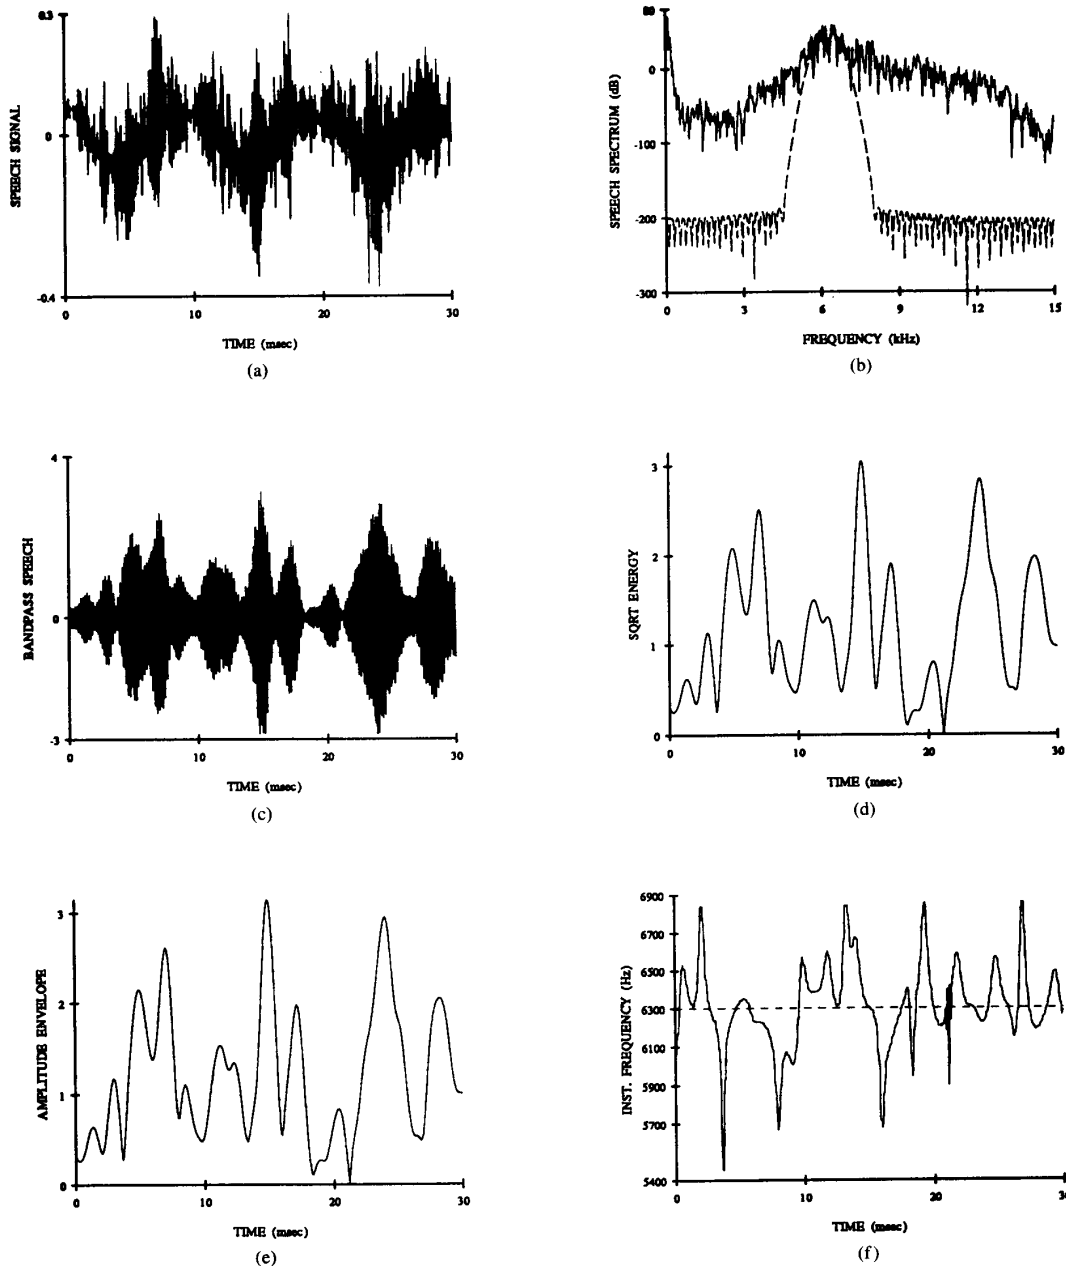 0.3
0
-0.4
SPEECH SIGNAL
0 10 20 30
TIME (msec)
(a)
80
0
-100
-200
-300
SPEECH SPECTRUM (dB)
0 3 6 9 12 15
FREQUENCY (kHz)
(b)
4
0
-3
BANDPASS SPEECH
0 10 20 30
TIME (msec)
(c)
3
2
1
0
SQRT ENERGY
0 10 20 30
TIME (msec)
(d)
3
2
1
0
AMPLITUDE ENVELOPE
0 10 20 30
TIME (msec)
(e)
6900
6700
6500
6300
6100
5900
5700
5400
INST. FREQUENCY (Hz)
0 10 20 30
TIME (msec)
(f)